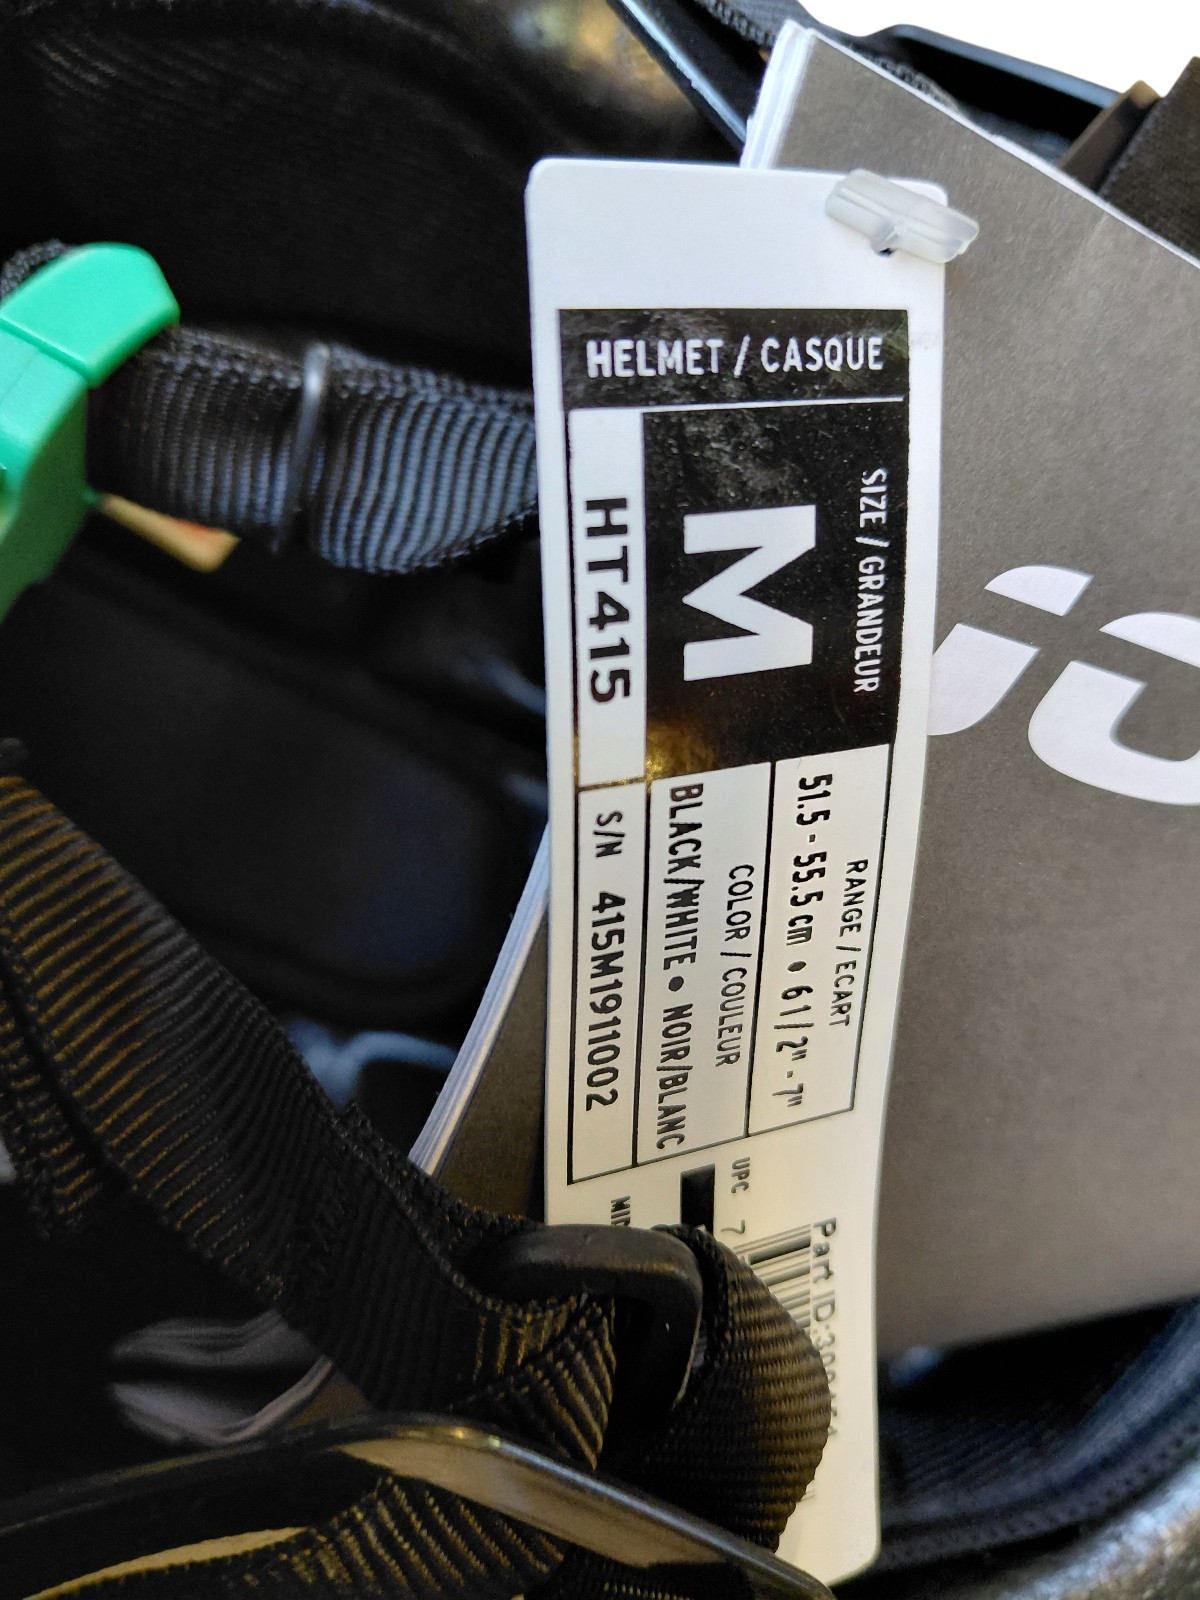 HELMET / CASQUE
SIZE / GRANDEUR
M
HT415
RANGE / ECART
51.5 - 55.5 cm • 6 1/2" - 7"
COLOR / COULEUR
BLACK/WHITE • NOIR/BLANC
S/N 415M1911002
UPC 7
Part ID: